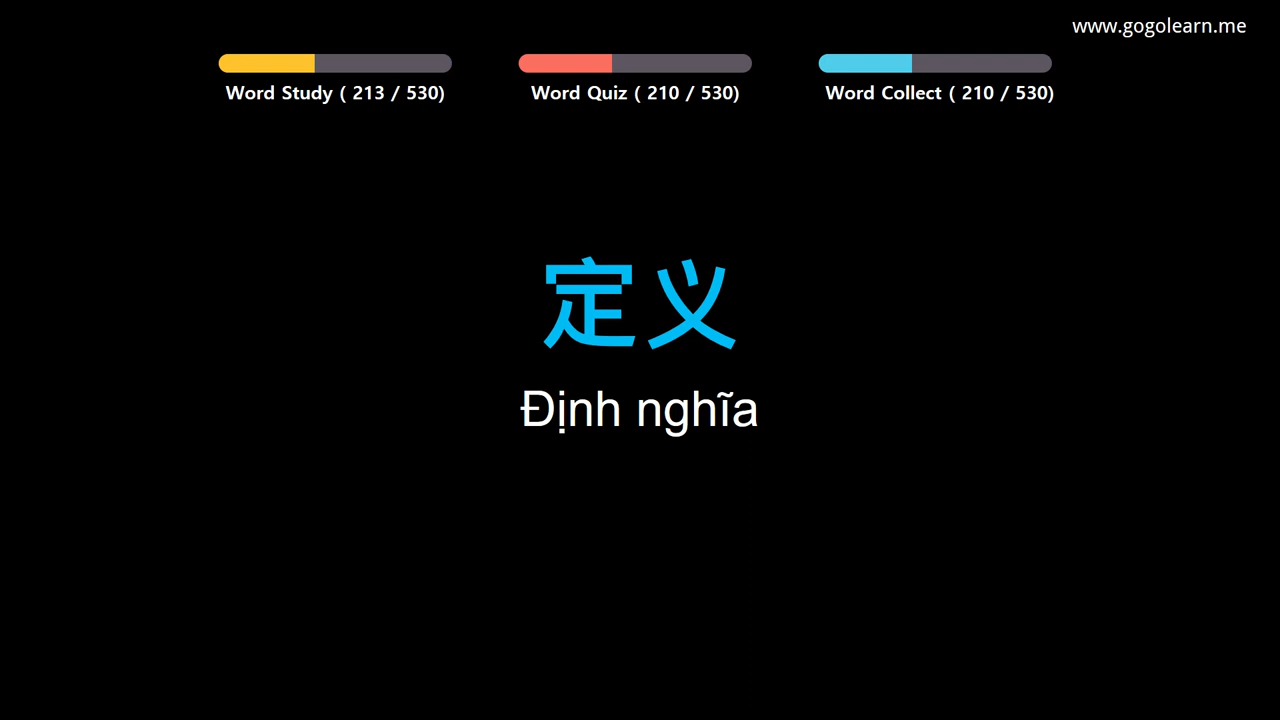 www.gogolearn.me
Word Study ( 213 / 530)
Word Quiz ( 210 / 530)
Word Collect ( 210 / 530)
定义
Định nghĩa